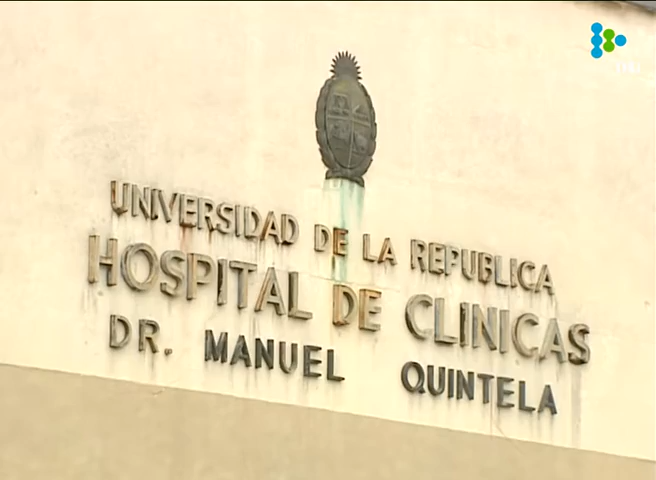 UNIVERSIDAD DE LA REPUBLICA
HOSPITAL DE CLINICAS
DR. MANUEL QUINTELA